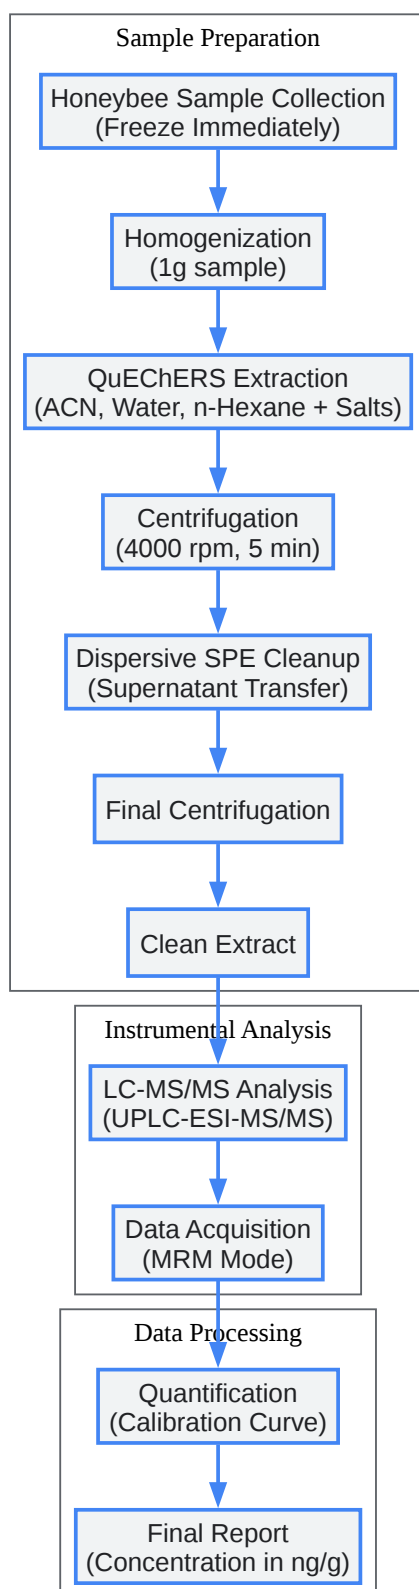 Sample Preparation
Honeybee Sample Collection
(Freeze Immediately)
Homogenization
(1g sample)
QuEChERS Extraction
(ACN, Water, n-Hexane + Salts)
Centrifugation
(4000 rpm, 5 min)
Dispersive SPE Cleanup
(Supernatant Transfer)
Final Centrifugation
Clean Extract
Instrumental Analysis
LC-MS/MS Analysis
(UPLC-ESI-MS/MS)
Data Acquisition
(MRM Mode)
Data Processing
Quantification
(Calibration Curve)
Final Report
(Concentration in ng/g)